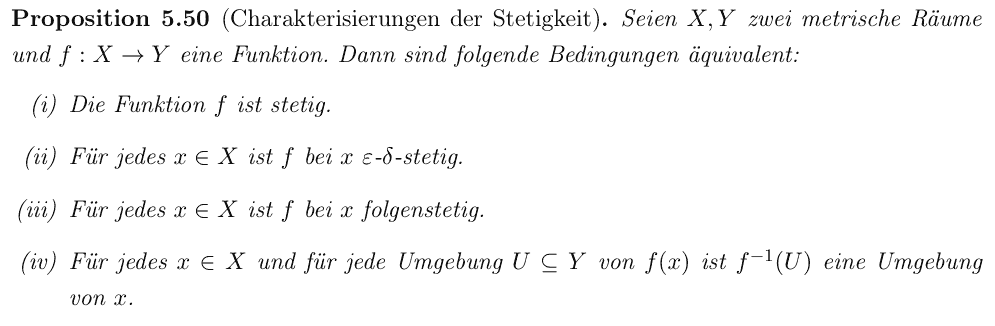 Proposition 5.50 (Charakterisierungen der Stetigkeit). Seien X, Y zwei metrische Räume
und f : X → Y eine Funktion. Dann sind folgende Bedingungen äquivalent:
(i) Die Funktion f ist stetig.
(ii) Für jedes x ∈ X ist f bei x ε-δ-stetig.
(iii) Für jedes x ∈ X ist f bei x folgenstetig.
(iv) Für jedes x ∈ X und für jede Umgebung U ⊆ Y von f(x) ist f⁻¹(U) eine Umgebung
von x.